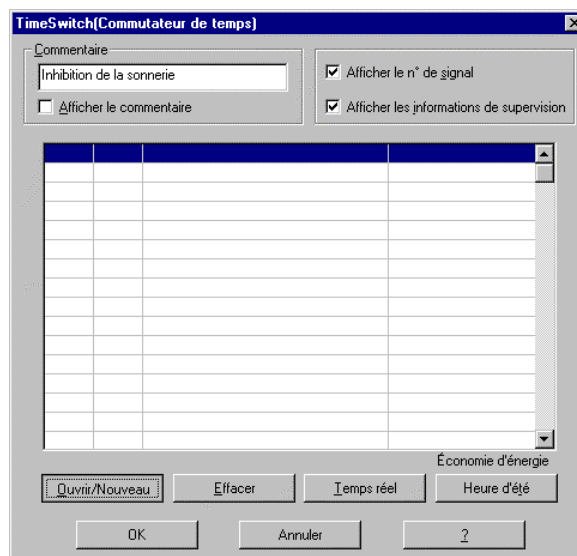 TimeSwitch(Commutateur de temps)
Commentaire
Inhibition de la sonnerie
Afficher le commentaire
Afficher le n° de signal
Afficher les informations de supervision
Économie d'énergie
Ouvrir/Nouveau
Effacer
Temps réel
Heure d'été
OK
Annuler
?